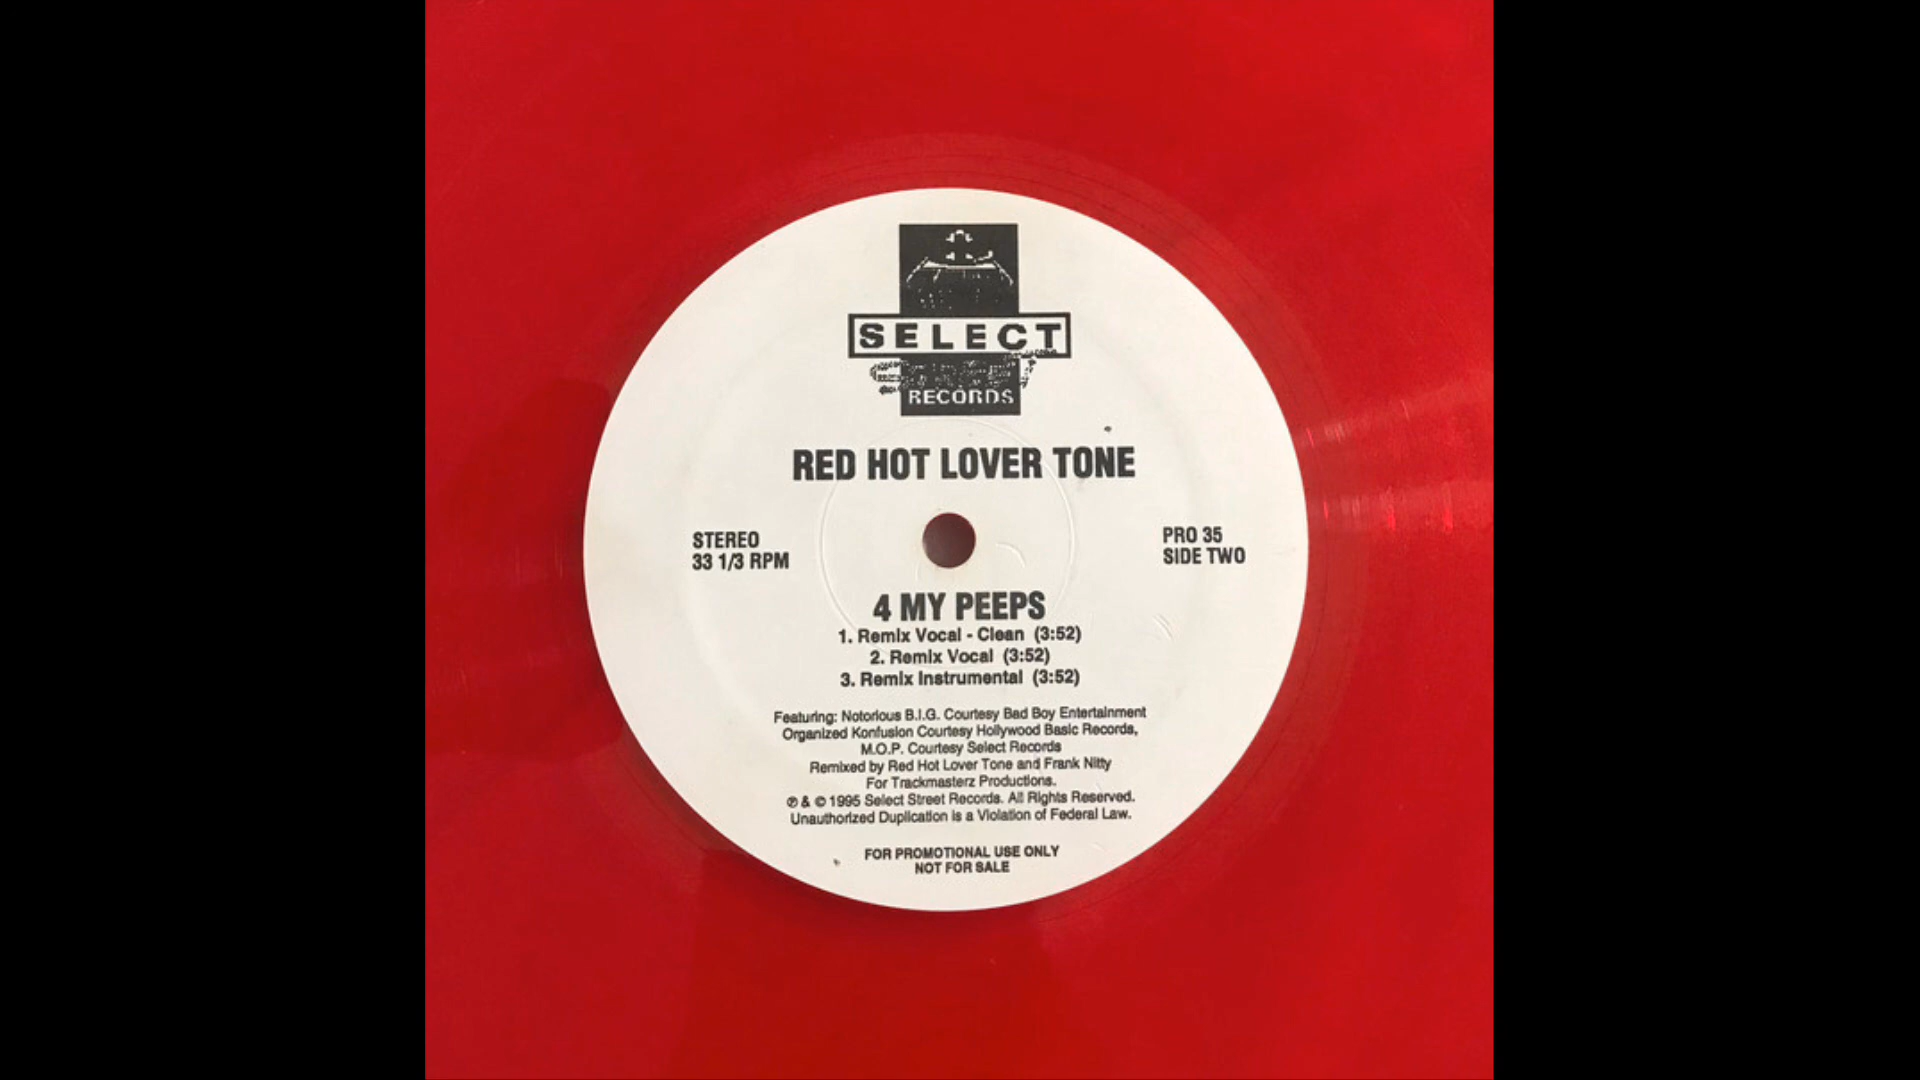 SELECT
RECORDS
RED HOT LOVER TONE
STEREO
33 1/3 RPM
PRO 35
SIDE TWO
4 MY PEEPS
1. Remix Vocal - Clean (3:52)
2. Remix Vocal (3:52)
3. Remix Instrumental (3:52)
Featuring: Notorious B.I.G. Courtesy Bad Boy Entertainment
Organized Konfusion Courtesy Hollywood Basic Records,
M.O.P. Courtesy Select Records
Remixed by Red Hot Lover Tone and Frank Nitty
For Trackmasterz Productions.
℗ & © 1995 Select Street Records. All Rights Reserved.
Unauthorized Duplication is a Violation of Federal Law.
FOR PROMOTIONAL USE ONLY
NOT FOR SALE